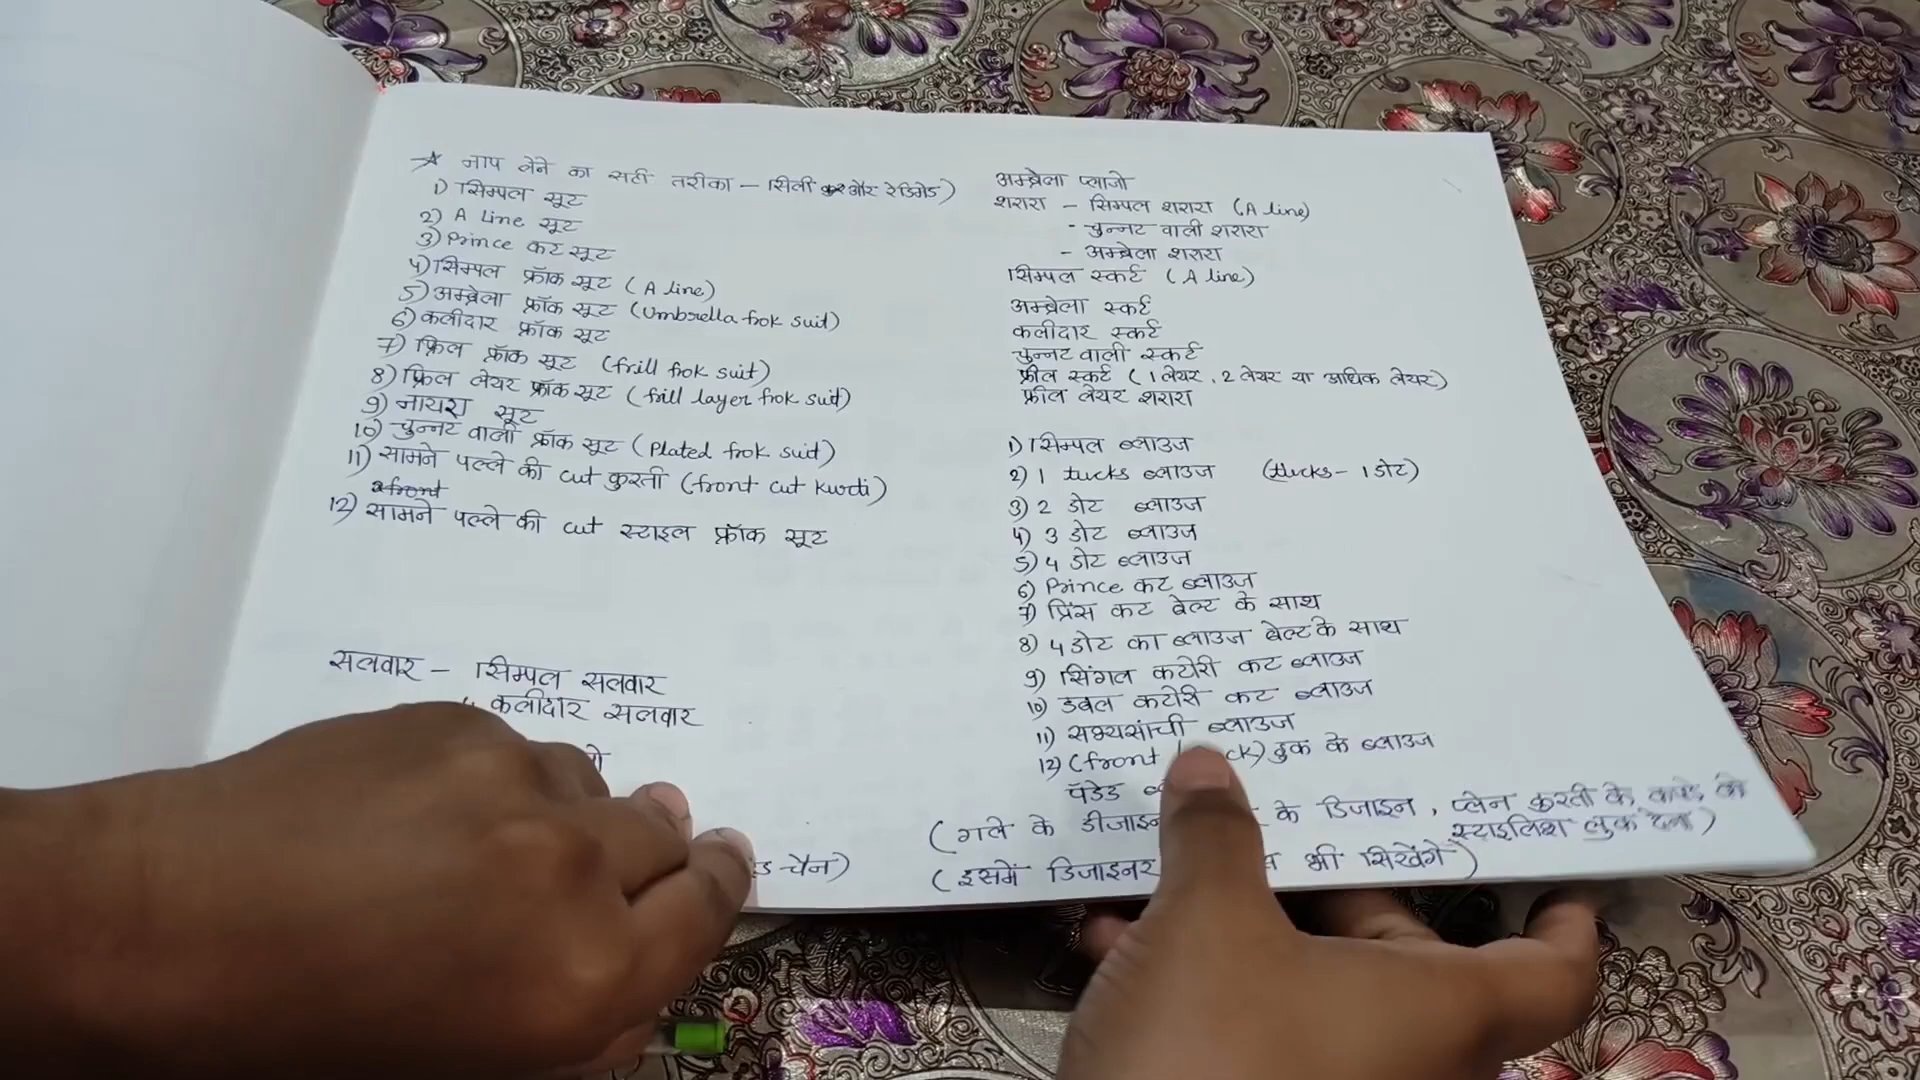 नाप लेने का सही तरीका – सिली और रेडिमेड)
1) सिम्पल सूट
2) A Line सूट
3) Prince कट सूट
4) सिम्पल फ्रॉक सूट (A line)
5) अम्ब्रेला फ्रॉक सूट (Umbrella frok suit)
6) कलीदार फ्रॉक सूट
7) फ्रिल फ्रॉक सूट (frill frok suit)
8) फ्रिल लेयर फ्रॉक सूट (frill layer frok suit)
9) नायरा सूट
10) चुन्नट वाली फ्रॉक सूट (Plated frok suit)
11) सामने पल्ले की cut कुरती (front cut kurti)
12) सामने पल्ले की cut स्टाइल फ्रॉक सूट
सलवार – सिम्पल सलवार
कलीदार सलवार
चैन)
अम्ब्रेला प्लाजो
शरारा – सिम्पल शरारा (A line)
- चुन्नट वाली शरारा
- अम्ब्रेला शरारा
सिम्पल स्कर्ट (A line)
अम्ब्रेला स्कर्ट
कलीदार स्कर्ट
चुन्नट वाली स्कर्ट
फ्रील स्कर्ट (1 लेयर, 2 लेयर या अधिक लेयर)
फ्रील लेयर शरारा
1) सिम्पल ब्लाउज
2) 1 tucks ब्लाउज (tucks – 1 डोट)
3) 2 डोट ब्लाउज
4) 3 डोट ब्लाउज
5) 4 डोट ब्लाउज
6) Prince कट ब्लाउज
7) प्रिंस कट बेल्ट के साथ
8) 4 डोट का ब्लाउज बेल्ट के साथ
9) सिंगल कटोरी कट ब्लाउज
10) डबल कटोरी कट ब्लाउज
11) सभ्यसांची ब्लाउज
12) (front हुक के ब्लाउज
पॅडेड
(गले के डीजाइन के डिजाइन, प्लेन कुरती के को
स्टाइलिश लुक देना)
(इसमें डिजाइनर भी सिखेंगे)